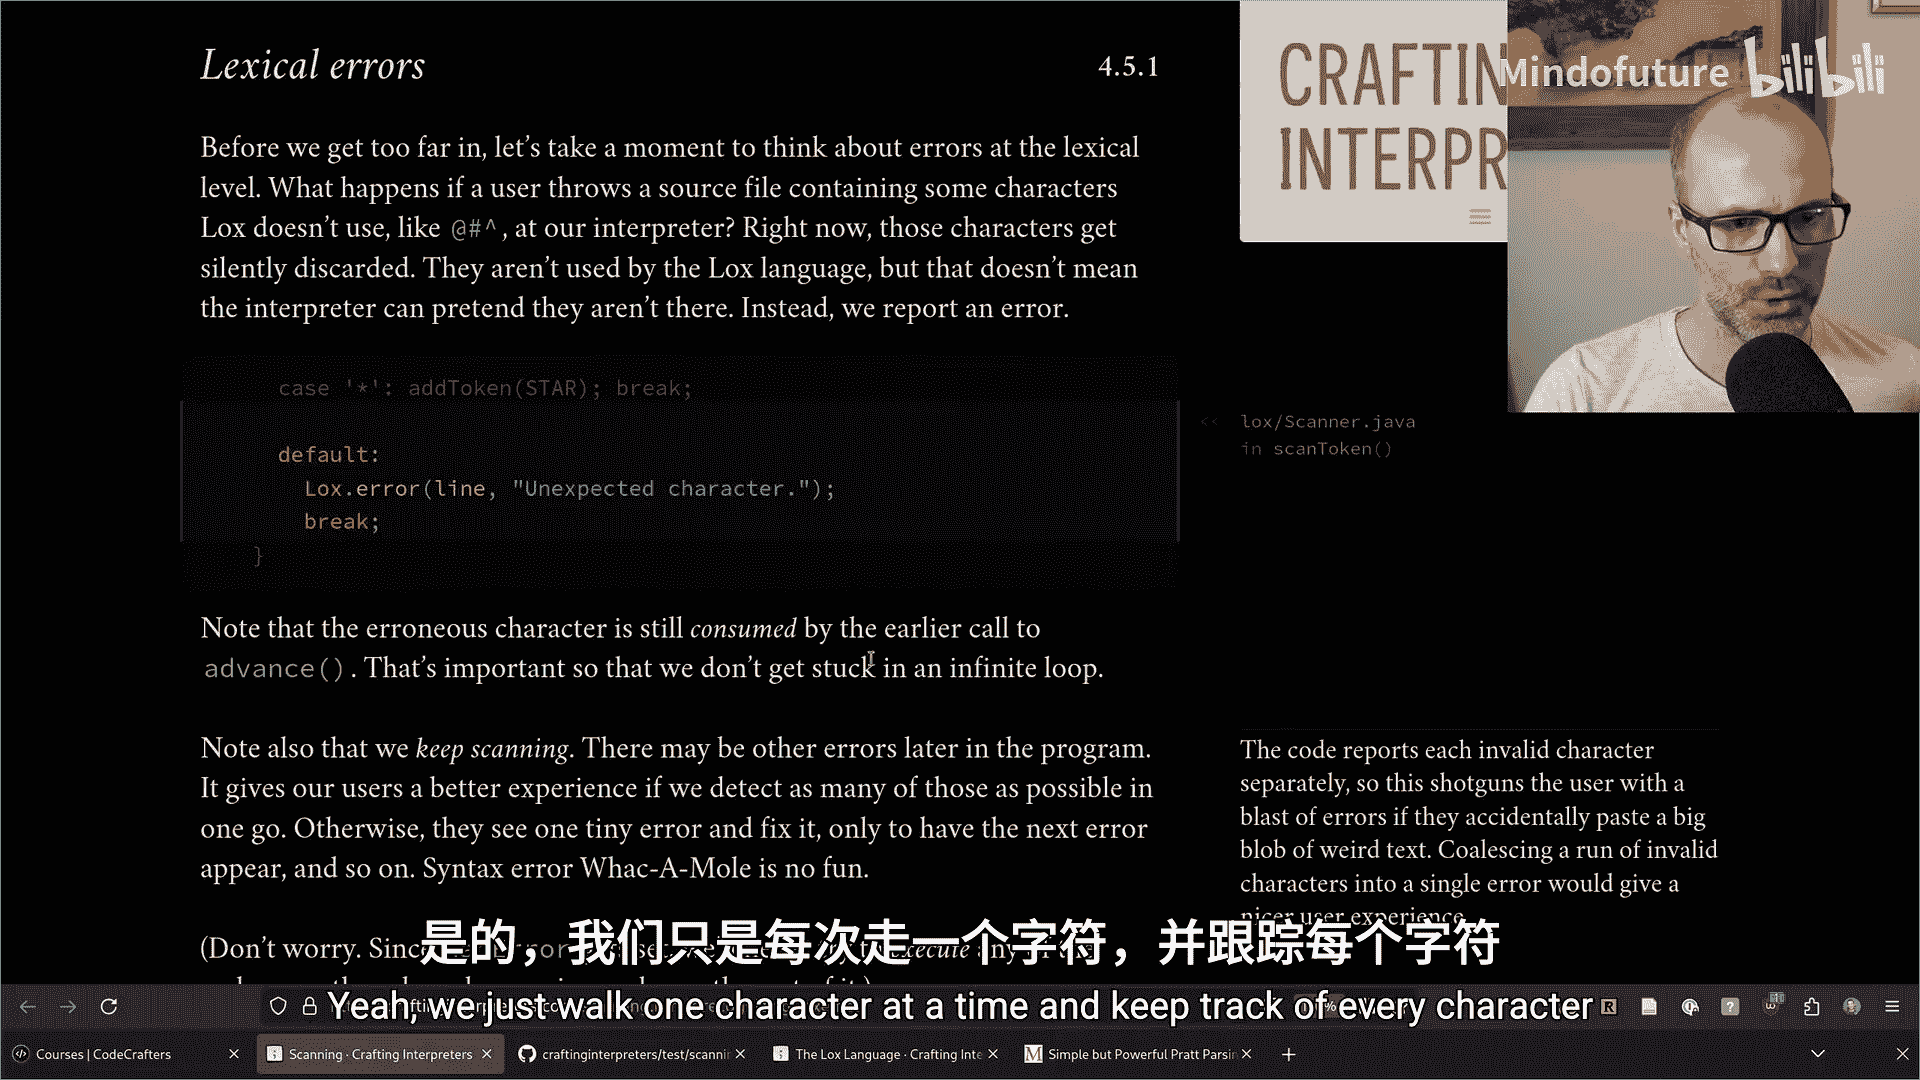 Lexical errors
4.5.1
Before we get too far in, let's take a moment to think about errors at the lexical
level. What happens if a user throws a source file containing some characters
Lox doesn't use, like @#^, at our interpreter? Right now, those characters get
silently discarded. They aren't used by the Lox language, but that doesn't mean
the interpreter can pretend they aren't there. Instead, we report an error.
case '*': addToken(STAR); break;
default:
Lox.error(line, "Unexpected character.");
break;
}
Note that the erroneous character is still consumed by the earlier call to
advance(). That's important so that we don't get stuck in an infinite loop.
Note also that we keep scanning. There may be other errors later in the program.
It gives our users a better experience if we detect as many of those as possible in
one go. Otherwise, they see one tiny error and fix it, only to have the next error
appear, and so on. Syntax error Whac-A-Mole is no fun.
(Don't worry. Since
CRAFTIN
INTERPR
Mindofuture bilibili
<< lox/Scanner.java
in scanToken()
The code reports each invalid character
separately, so this shotguns the user with a
blast of errors if they accidentally paste a big
blob of weird text. Coalescing a run of invalid
characters into a single error would give a
nicer user experience.
是的，我们只是每次走一个字符，并跟踪每个字符
Yeah, we just walk one character at a time and keep track of every character
Courses | CodeCrafters
Scanning · Crafting Interpreters
craftinginterpreters/test/scannin
The Lox Language · Crafting Inte
Simple but Powerful Pratt Parsin